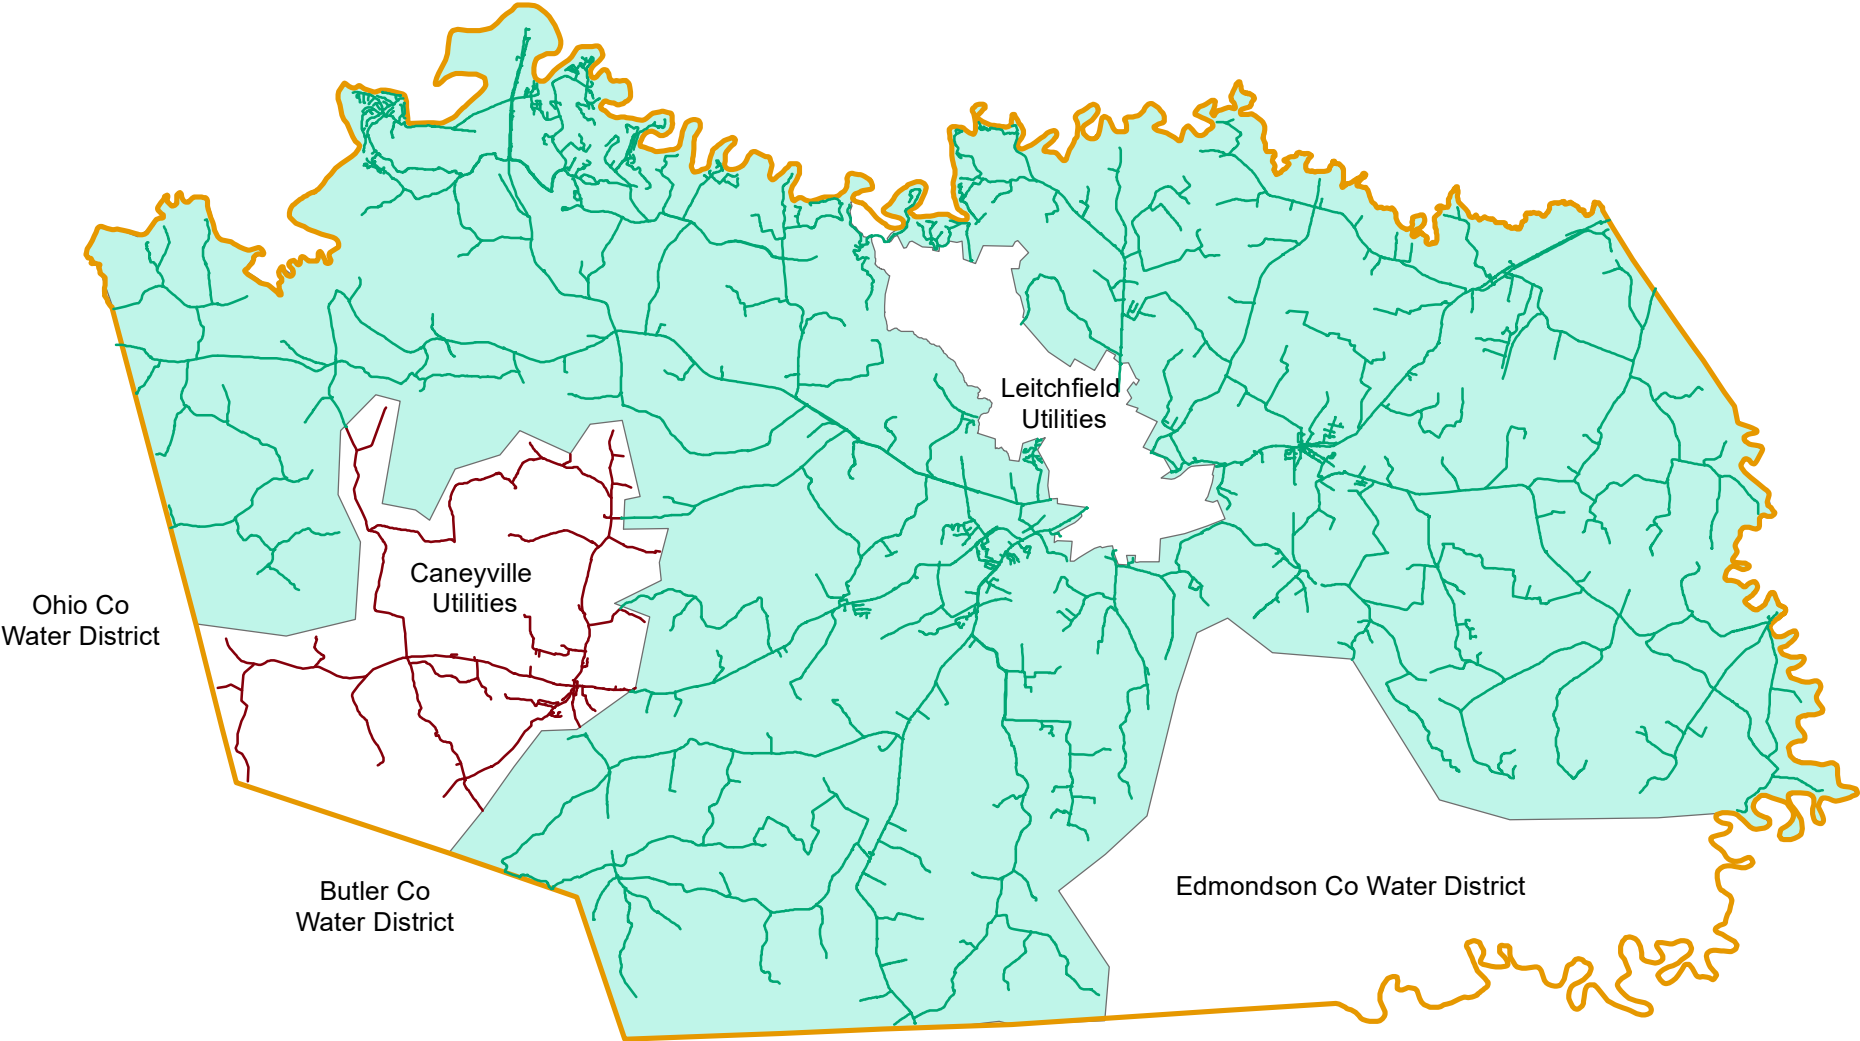 Leitchfield
Utilities
Caneyville
Utilities
Ohio Co
Water District
Butler Co
Water District
Edmondson Co Water District